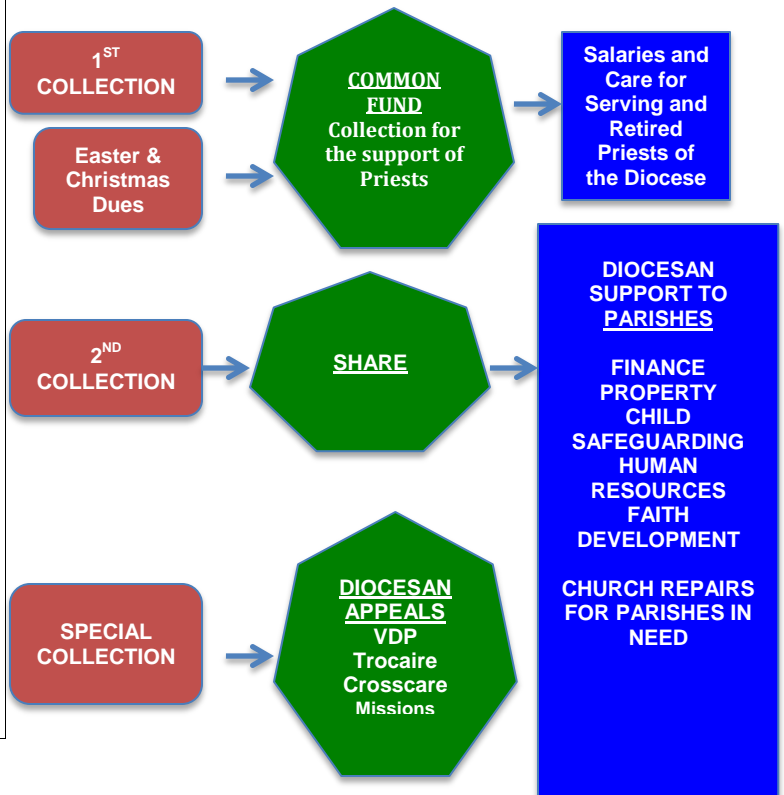 1ST
COLLECTION
Easter &
Christmas
Dues
COMMON
FUND
Collection for
the support of
Priests
Salaries and
Care for
Serving and
Retired
Priests of
the Diocese
2ND
COLLECTION
SHARE
DIOCESAN
SUPPORT TO
PARISHES
FINANCE
PROPERTY
CHILD
SAFEGUARDING
HUMAN
RESOURCES
FAITH
DEVELOPMENT
CHURCH REPAIRS
FOR PARISHES IN
NEED
SPECIAL
COLLECTION
DIOCESAN
APPEALS
VDP
Trocaire
Crosscare
Missions